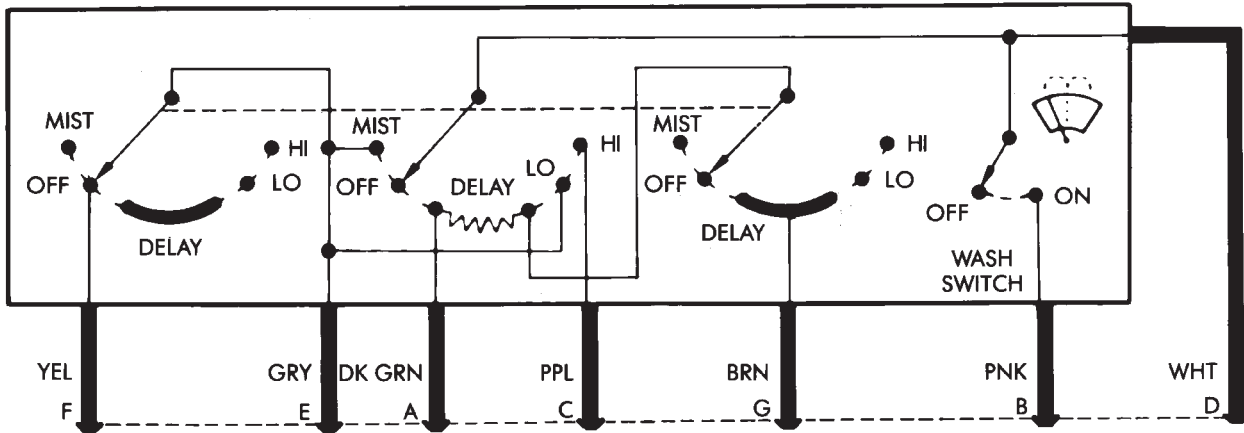 MIST
OFF
DELAY
HI
LO
MIST
OFF
DELAY
LO
HI
MIST
OFF
DELAY
HI
LO
OFF
ON
WASH
SWITCH
YEL
GRY
DK GRN
PPL
BRN
PNK
WHT
F
E
A
C
G
B
D